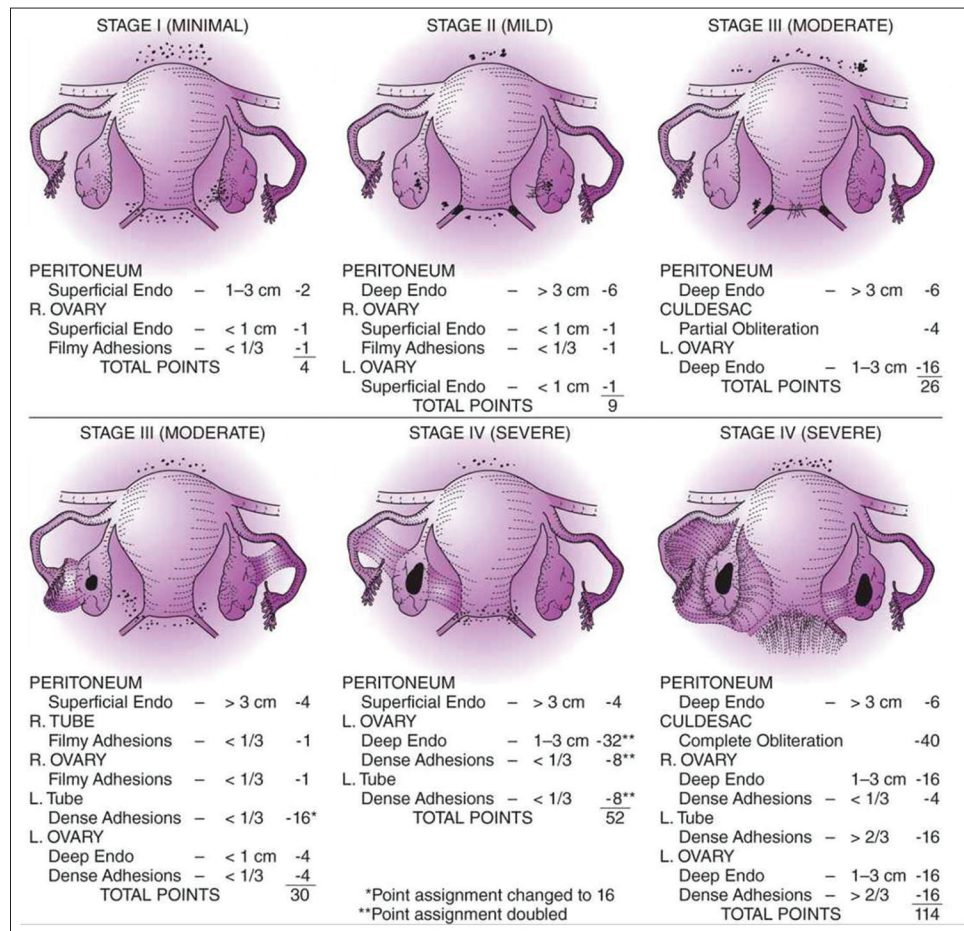 STAGE I (MINIMAL)
PERITONEUM
Superficial Endo – 1–3 cm -2
R. OVARY
Superficial Endo – < 1 cm -1
Filmy Adhesions – < 1/3 -1
TOTAL POINTS 4
STAGE II (MILD)
PERITONEUM
Deep Endo – > 3 cm -6
R. OVARY
Superficial Endo – < 1 cm -1
Filmy Adhesions – < 1/3 -1
L. OVARY
Superficial Endo – < 1 cm -1
TOTAL POINTS 9
STAGE III (MODERATE)
PERITONEUM
Deep Endo – > 3 cm -6
CULDESAC
Partial Obliteration -4
L. OVARY
Deep Endo – 1–3 cm -16
TOTAL POINTS 26
STAGE III (MODERATE)
PERITONEUM
Superficial Endo – > 3 cm -4
R. TUBE
Filmy Adhesions – < 1/3 -1
R. OVARY
Filmy Adhesions – < 1/3 -1
L. Tube
Dense Adhesions – < 1/3 -16*
L. OVARY
Deep Endo – < 1 cm -4
Dense Adhesions – < 1/3 -4
TOTAL POINTS 30
STAGE IV (SEVERE)
PERITONEUM
Superficial Endo – > 3 cm -4
L. OVARY
Deep Endo – 1–3 cm -32**
Dense Adhesions – < 1/3 -8**
L. Tube
Dense Adhesions – < 1/3 -8**
TOTAL POINTS 52
*Point assignment changed to 16
**Point assignment doubled
STAGE IV (SEVERE)
PERITONEUM
Deep Endo – > 3 cm -6
CULDESAC
Complete Obliteration -40
R. OVARY
Deep Endo 1–3 cm -16
Dense Adhesions – < 1/3 -4
L. Tube
Dense Adhesions – > 2/3 -16
L. OVARY
Deep Endo – 1–3 cm -16
Dense Adhesions – > 2/3 -16
TOTAL POINTS 114